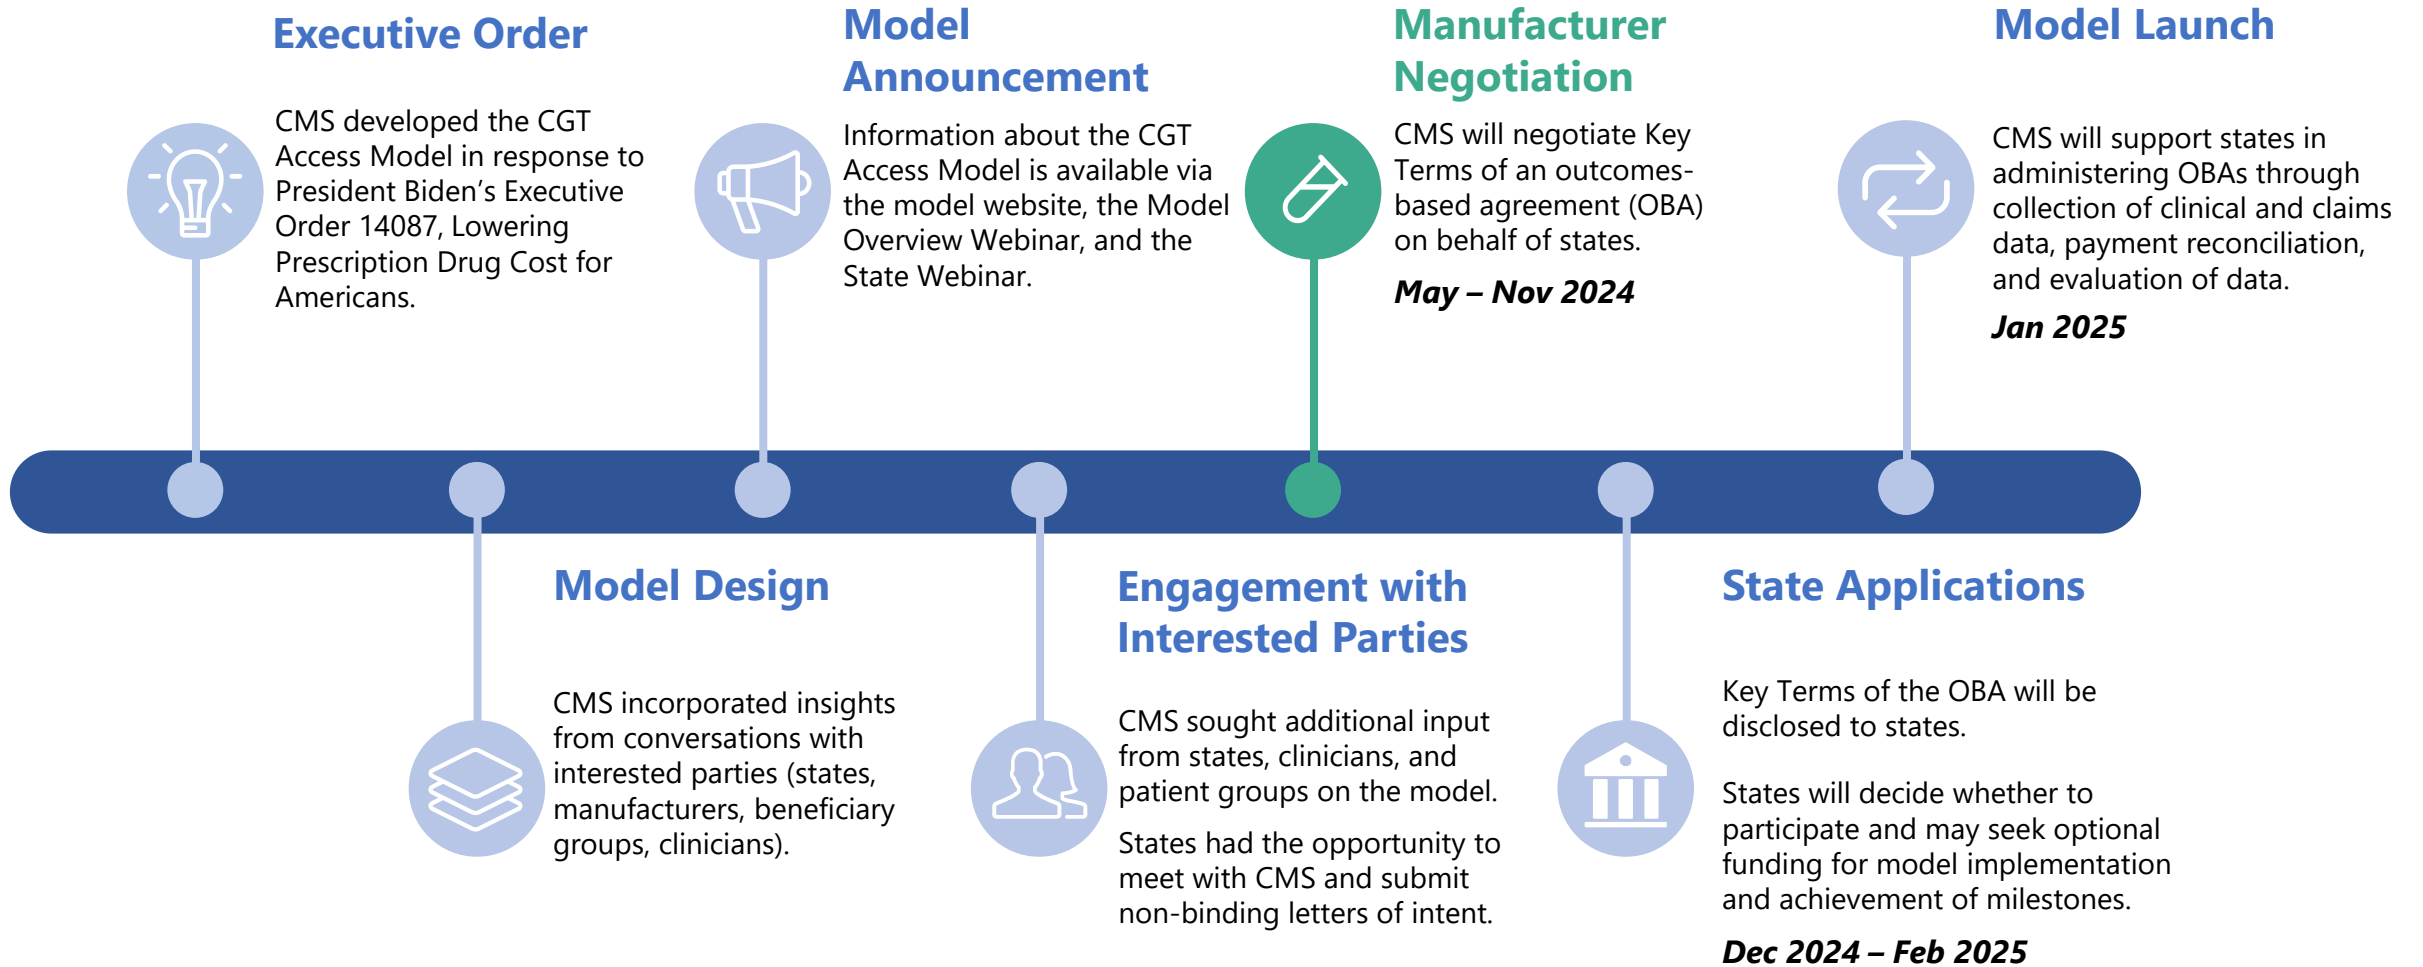 Executive Order
CMS developed the CGT
Access Model in response to
President Biden’s Executive
Order 14087, Lowering
Prescription Drug Cost for
Americans.
Model Design
CMS incorporated insights
from conversations with
interested parties (states,
manufacturers, beneficiary
groups, clinicians).
Model
Announcement
Information about the CGT
Access Model is available via
the model website, the Model
Overview Webinar, and the
State Webinar.
Engagement with
Interested Parties
CMS sought additional input
from states, clinicians, and
patient groups on the model.
States had the opportunity to
meet with CMS and submit
non-binding letters of intent.
Manufacturer
Negotiation
CMS will negotiate Key
Terms of an outcomes-
based agreement (OBA)
on behalf of states.
May – Nov 2024
State Applications
Key Terms of the OBA will be
disclosed to states.
States will decide whether to
participate and may seek optional
funding for model implementation
and achievement of milestones.
Dec 2024 – Feb 2025
Model Launch
CMS will support states in
administering OBAs through
collection of clinical and claims
data, payment reconciliation,
and evaluation of data.
Jan 2025